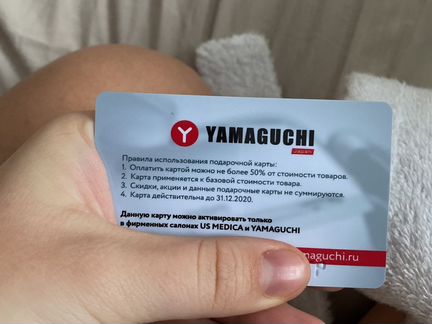 Y YAMAGUCHI
Правила использования подарочной карты:
1. Оплатить картой можно не более 50% от стоимости товаров.
2. Карта применяется к базовой стоимости товара.
3. Скидки, акции и данные подарочные карты не суммируются.
4. Карта действительна до 31.12.2020.
Данную карту можно активировать только
в фирменных салонах US MEDICA и YAMAGUCHI
maguchi.ru